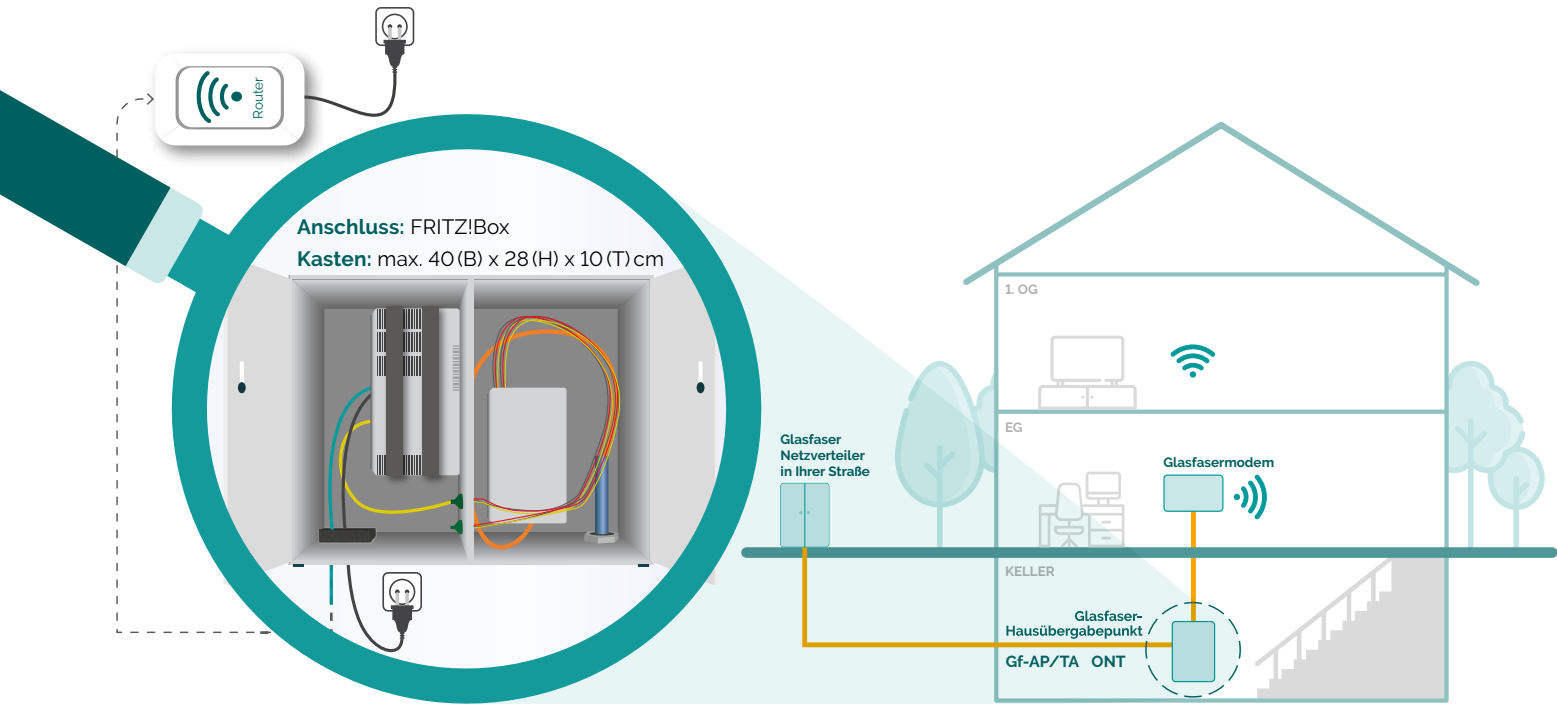 Router
Anschluss: FRITZ!Box
Kasten: max. 40 (B) x 28 (H) x 10 (T) cm
1. OG
EG
Glasfaser
Netzverteiler
in Ihrer Straße
Glasfasermodem
KELLER
Glasfaser-
Hausübergabepunkt
Gf-AP/TA ONT